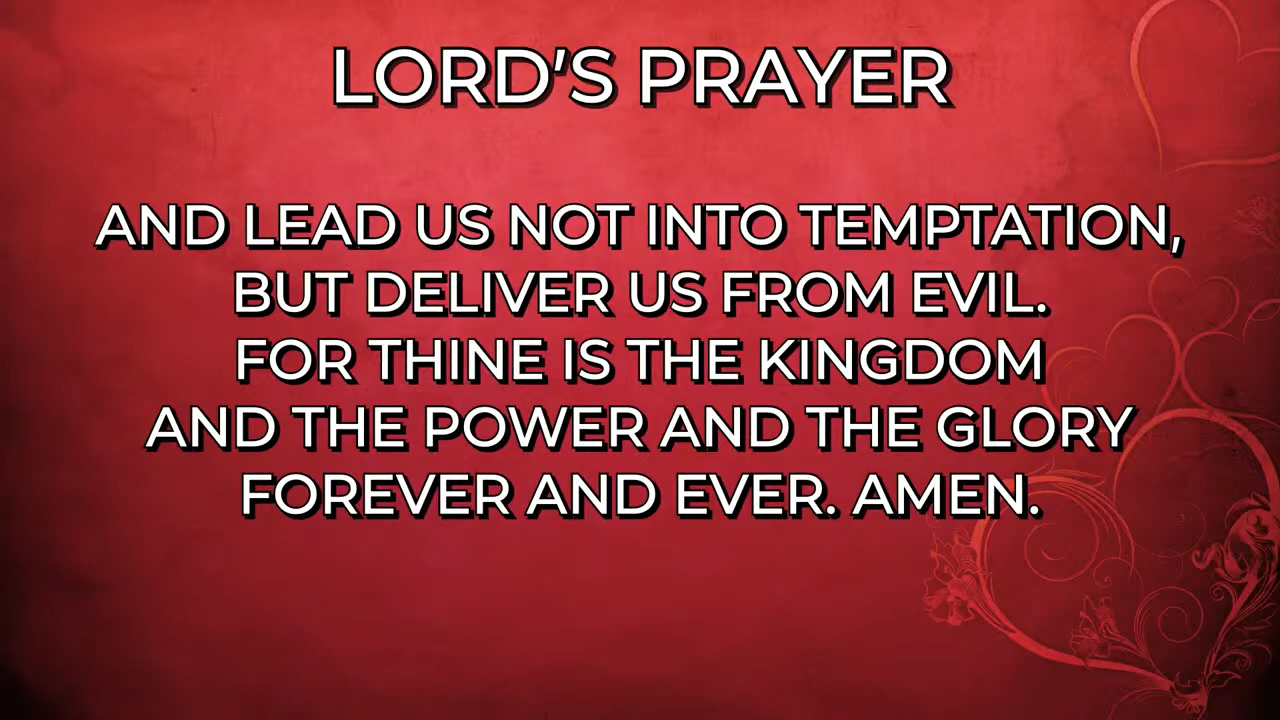 LORD'S PRAYER
AND LEAD US NOT INTO TEMPTATION,
BUT DELIVER US FROM EVIL.
FOR THINE IS THE KINGDOM
AND THE POWER AND THE GLORY
FOREVER AND EVER. AMEN.